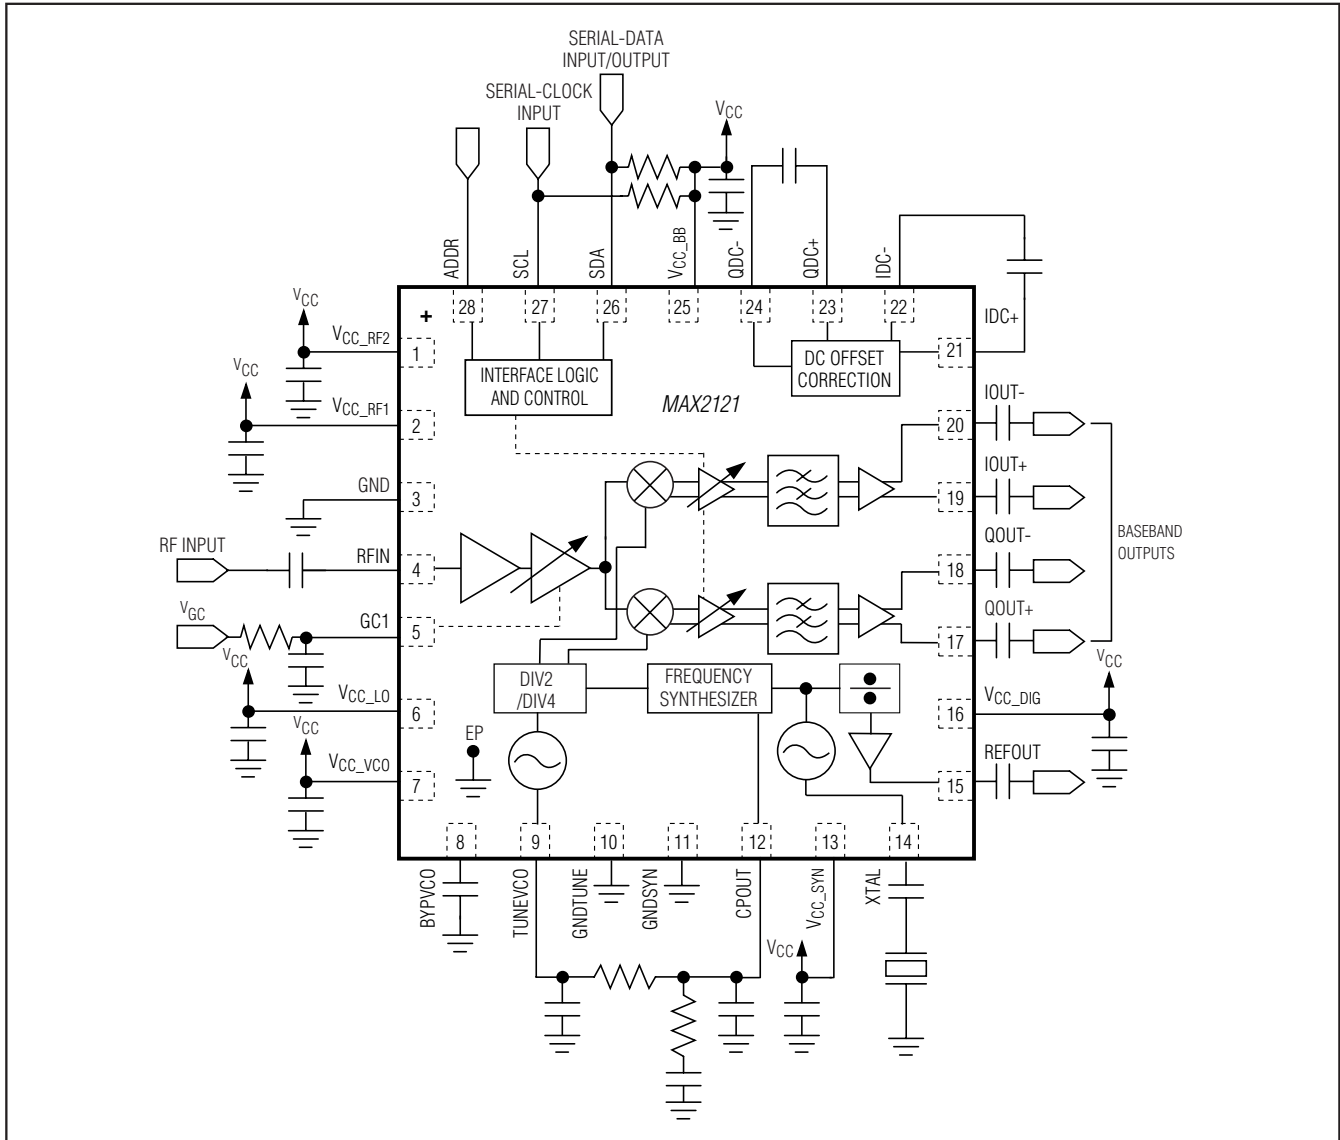 SERIAL-DATA
INPUT/OUTPUT
SERIAL-CLOCK
INPUT
VCC
ADDR
SCL
SDA
VCC_BB
QDC-
QDC+
IDC-
28
27
26
25
24
23
22
+
VCC
VCC_RF2
1
VCC
VCC_RF1
2
GND
3
RF INPUT
RFIN
4
VGC
GC1
5
VCC
VCC_LO
6
VCC
VCC_VCO
7
INTERFACE LOGIC
AND CONTROL
MAX2121
DC OFFSET
CORRECTION
DIV2
/DIV4
FREQUENCY
SYNTHESIZER
EP
IDC+
21
IOUT-
20
IOUT+
19
QOUT-
18
QOUT+
17
BASEBAND
OUTPUTS
VCC
VCC_DIG
16
REFOUT
15
8
9
10
11
12
13
14
BYPVCO
TUNEVCO
GNDTUNE
GNDSYN
CPOUT
VCC_SYN
XTAL
VCC